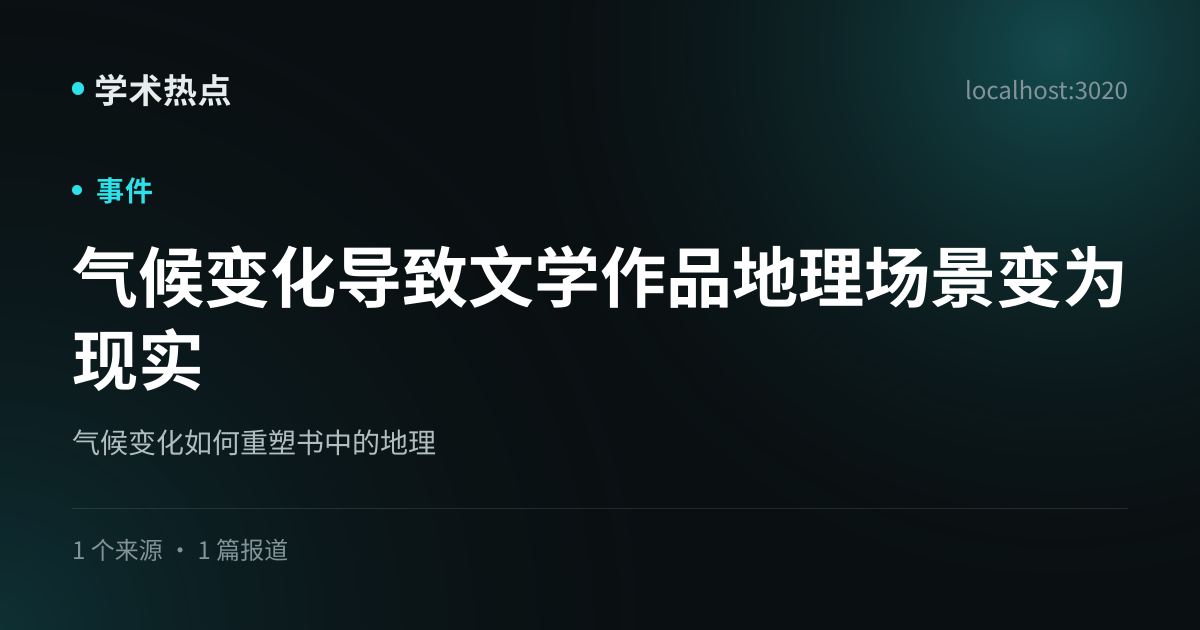 学术热点
localhost:3020
事件
气候变化导致文学作品地理场景变为
现实
气候变化如何重塑书中的地理
1 个来源 · 1 篇报道